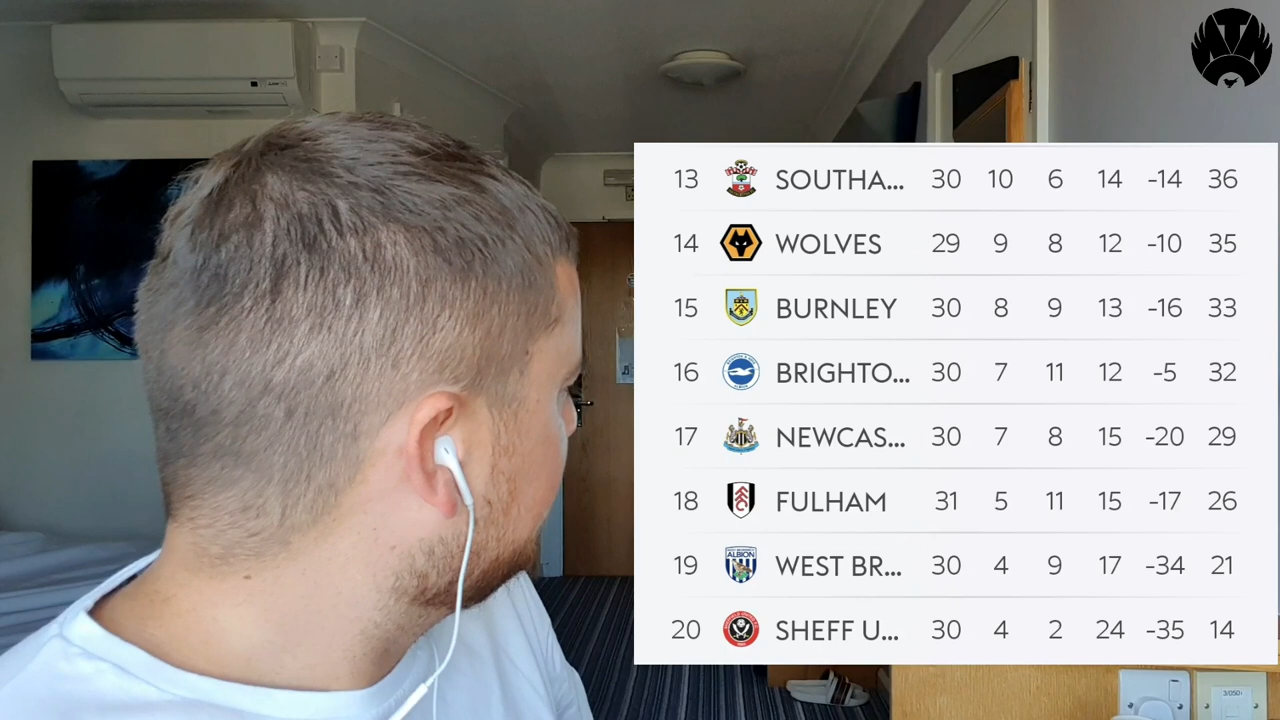 13 SOUTHA... 30 10 6 14 -14 36
14 WOLVES 29 9 8 12 -10 35
15 BURNLEY 30 8 9 13 -16 33
16 BRIGHTO... 30 7 11 12 -5 32
17 NEWCAS... 30 7 8 15 -20 29
18 FULHAM 31 5 11 15 -17 26
19 WEST BR... 30 4 9 17 -34 21
ALBION
20 SHEFF U... 30 4 2 24 -35 14